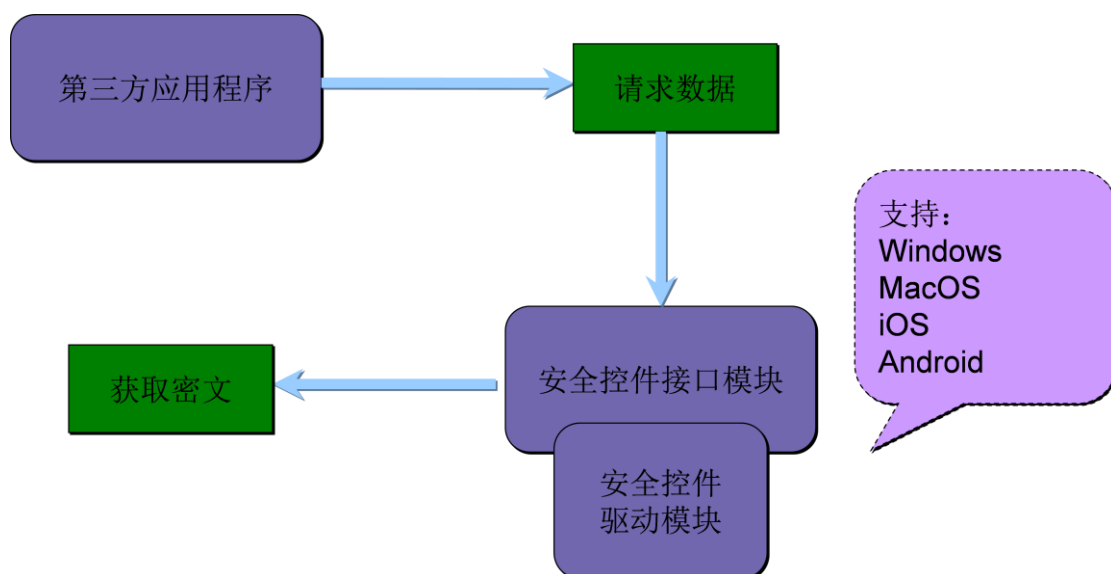 第三方应用程序
请求数据
支持：
Windows
MacOS
iOS
Android
获取密文
安全控件接口模块
安全控件
驱动模块